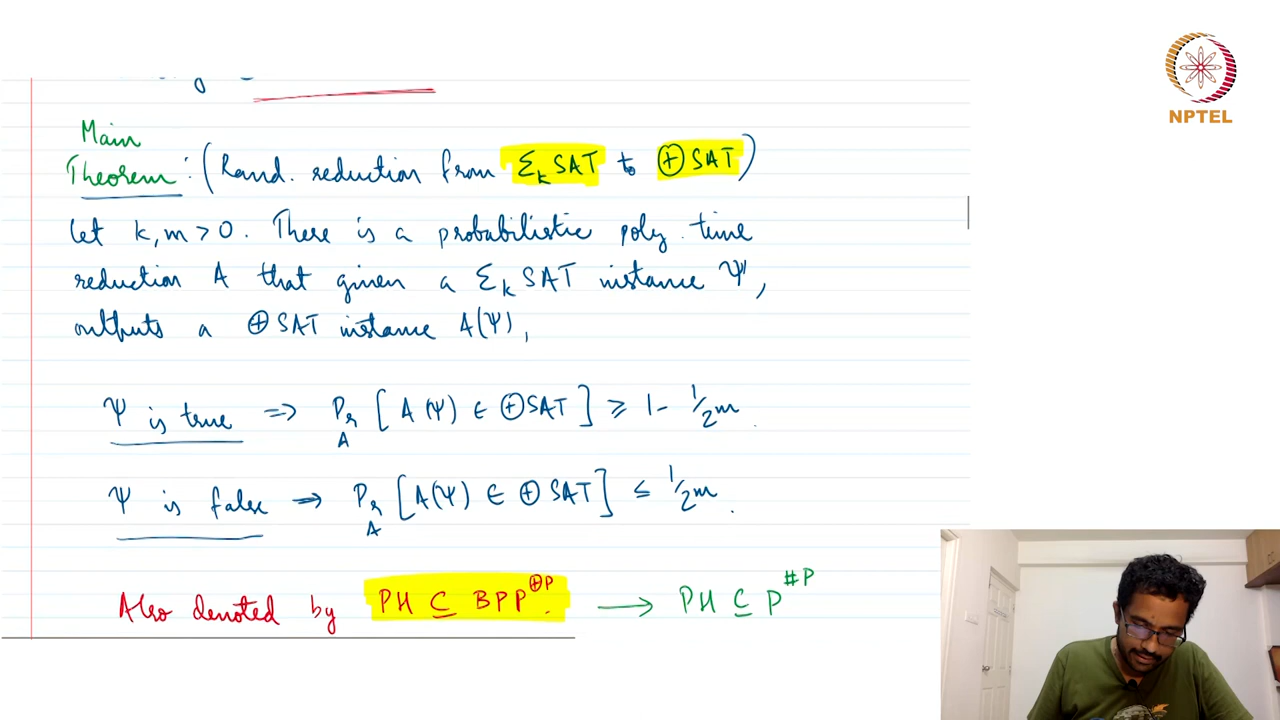 NPTEL
Main
Theorem: (Rand. reduction from Σₖ SAT to ⊕ SAT)
Let k, m > 0. There is a probabilistic poly time
reduction A that given a Σₖ SAT instance Ψ,
outputs a ⊕ SAT instance A(Ψ),
Ψ is true => Pr_A [A(Ψ) ∈ ⊕SAT] ≥ 1 - 1/2^m.
Ψ is false => Pr_A [A(Ψ) ∈ ⊕ SAT] ≤ 1/2^m.
Also denoted by PH ⊆ BPP^⊕P. → PH ⊆ P^#P